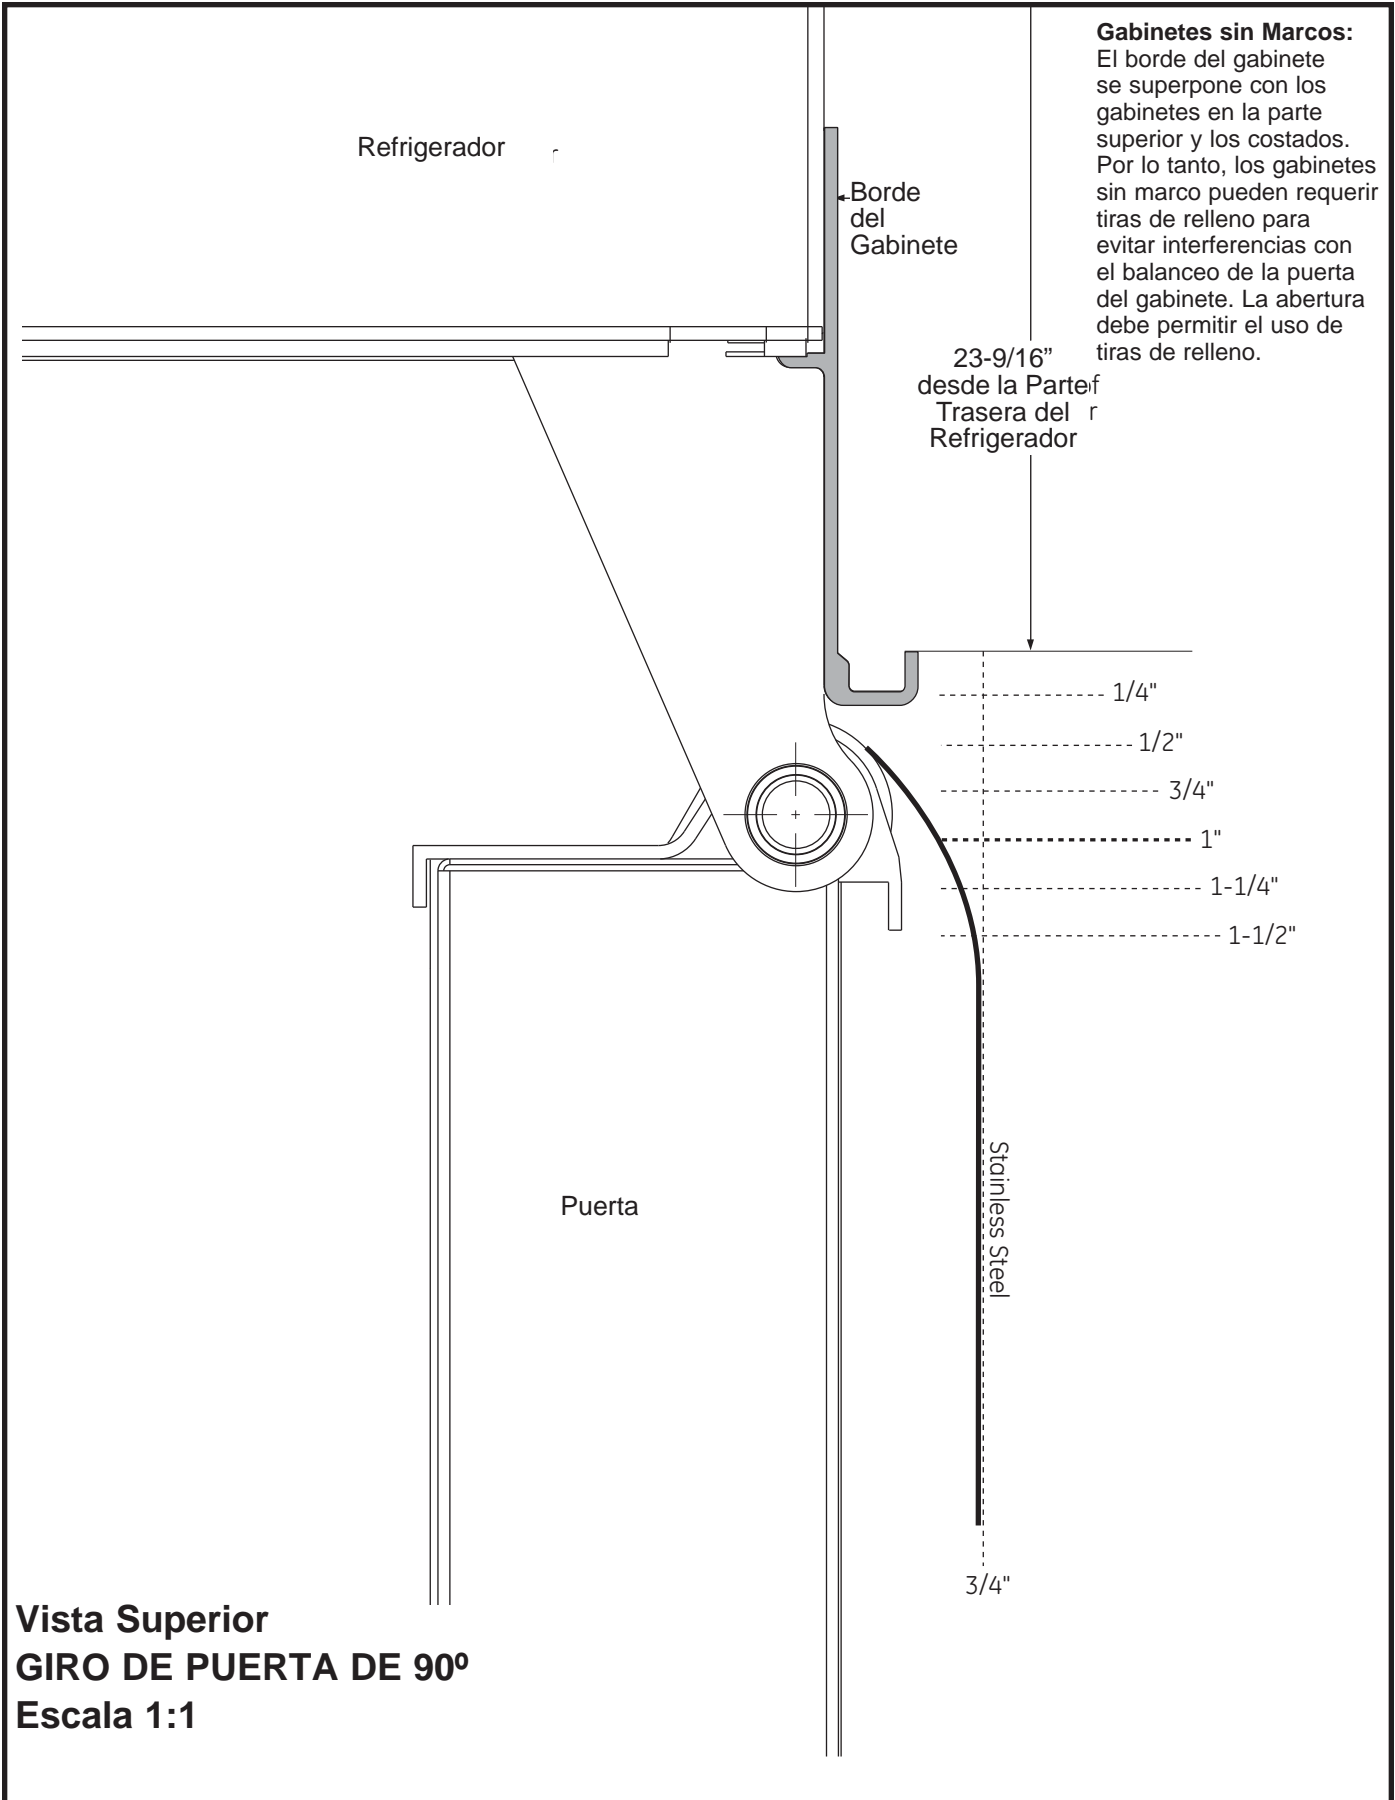 Gabinetes sin Marcos:
El borde del gabinete
se superpone con los
gabinetes en la parte
superior y los costados.
Por lo tanto, los gabinetes
sin marco pueden requerir
tiras de relleno para
evitar interferencias con
el balanceo de la puerta
del gabinete. La abertura
debe permitir el uso de
tiras de relleno.
Refrigerador
Borde
del
Gabinete
23-9/16”
desde la Parte
Trasera del
Refrigerador
1/4"
1/2"
3/4"
1"
1-1/4"
1-1/2"
Stainless Steel
Puerta
3/4"
Vista Superior
GIRO DE PUERTA DE 90º
Escala 1:1